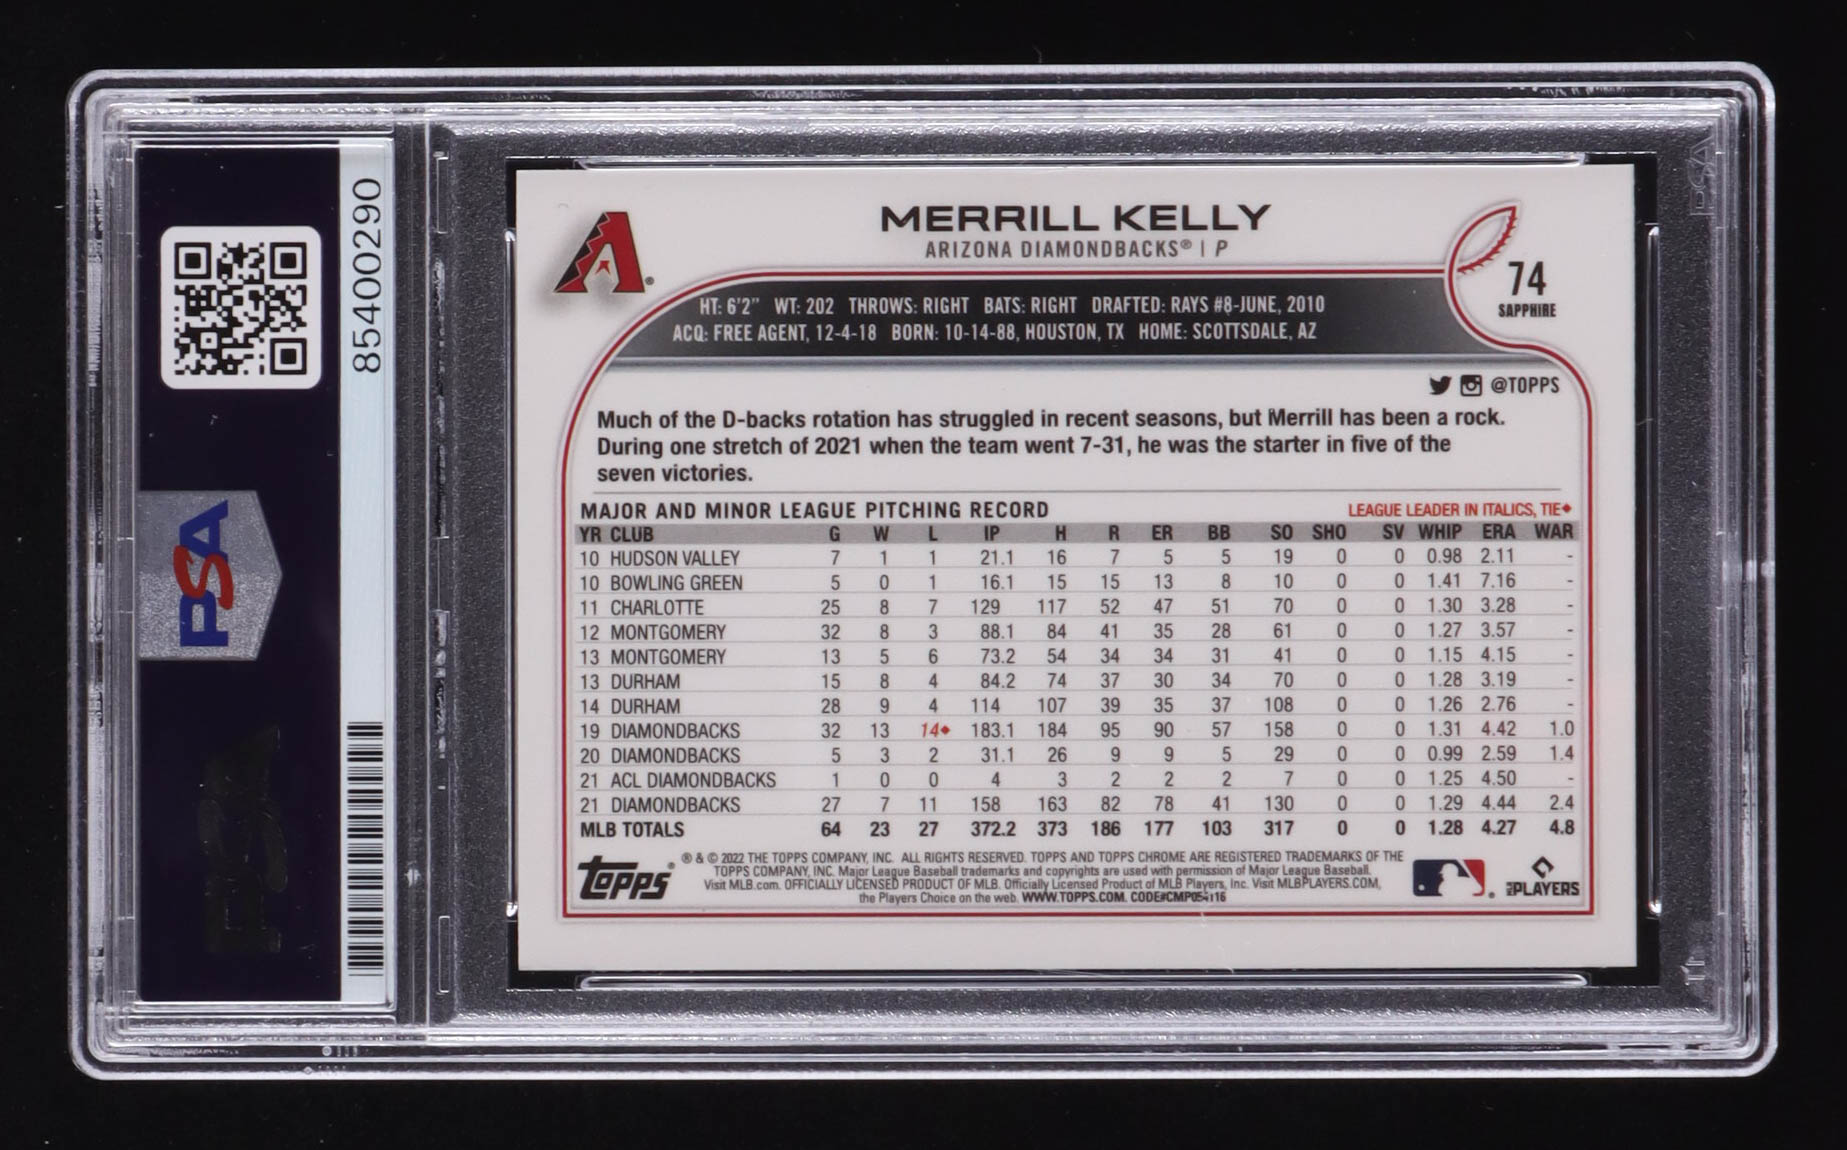 85400290
PSA
MERRILL KELLY
ARIZONA DIAMONDBACKS® | P
74
SAPPHIRE
HT: 6'2" WT: 202 THROWS: RIGHT BATS: RIGHT DRAFTED: RAYS #8-JUNE, 2010
ACQ: FREE AGENT, 12-4-18 BORN: 10-14-88, HOUSTON, TX HOME: SCOTTSDALE, AZ
@TOPPS
Much of the D-backs rotation has struggled in recent seasons, but Merrill has been a rock.
During one stretch of 2021 when the team went 7-31, he was the starter in five of the
seven victories.
MAJOR AND MINOR LEAGUE PITCHING RECORD LEAGUE LEADER IN ITALICS, TIE◆
YR CLUB G W L IP H R ER BB SO SHO SV WHIP ERA WAR
10 HUDSON VALLEY 7 1 1 21.1 16 7 5 5 19 0 0 0.98 2.11 -
10 BOWLING GREEN 5 0 1 16.1 15 15 13 8 10 0 0 1.41 7.16 -
11 CHARLOTTE 25 8 7 129 117 52 47 51 70 0 0 1.30 3.28 -
12 MONTGOMERY 32 8 3 88.1 84 41 35 28 61 0 0 1.27 3.57 -
13 MONTGOMERY 13 5 6 73.2 54 34 34 31 41 0 0 1.15 4.15 -
13 DURHAM 15 8 4 84.2 74 37 30 34 70 0 0 1.28 3.19 -
14 DURHAM 28 9 4 114 107 39 35 37 108 0 0 1.26 2.76 -
19 DIAMONDBACKS 32 13 14◆ 183.1 184 95 90 57 158 0 0 1.31 4.42 1.0
20 DIAMONDBACKS 5 3 2 31.1 26 9 9 5 29 0 0 0.99 2.59 1.4
21 ACL DIAMONDBACKS 1 0 0 4 3 2 2 2 7 0 0 1.25 4.50 -
21 DIAMONDBACKS 27 7 11 158 163 82 78 41 130 0 0 1.29 4.44 2.4
MLB TOTALS 64 23 27 372.2 373 186 177 103 317 0 0 1.28 4.27 4.8
Topps®
® & © 2022 THE TOPPS COMPANY, INC. ALL RIGHTS RESERVED. TOPPS AND TOPPS CHROME ARE REGISTERED TRADEMARKS OF THE
TOPPS COMPANY, INC. Major League Baseball trademarks and copyrights are used with permission of Major League Baseball.
Visit MLB.com. OFFICIALLY LICENSED PRODUCT OF MLB. Officially Licensed Product of MLB Players, Inc. Visit MLBPLAYERS.COM,
the Players Choice on the web. WWW.TOPPS.COM. CODE#CMP054116
MLB PLAYERS